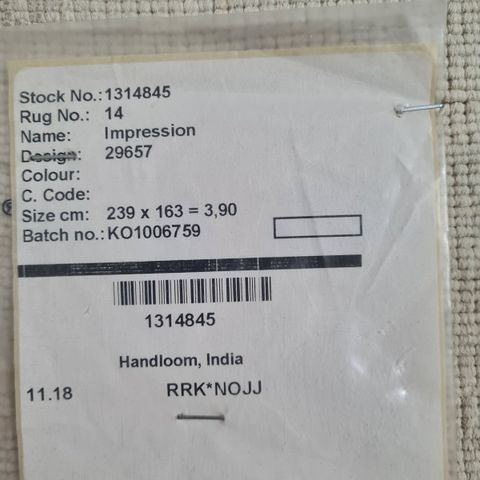 Stock No.: 1314845
Rug No.: 14
Name: Impression
Design: 29657
Colour:
C. Code:
Size cm: 239 x 163 = 3,90
Batch no.: KO1006759
1314845
Handloom, India
11.18 RRK*NOJJ
®